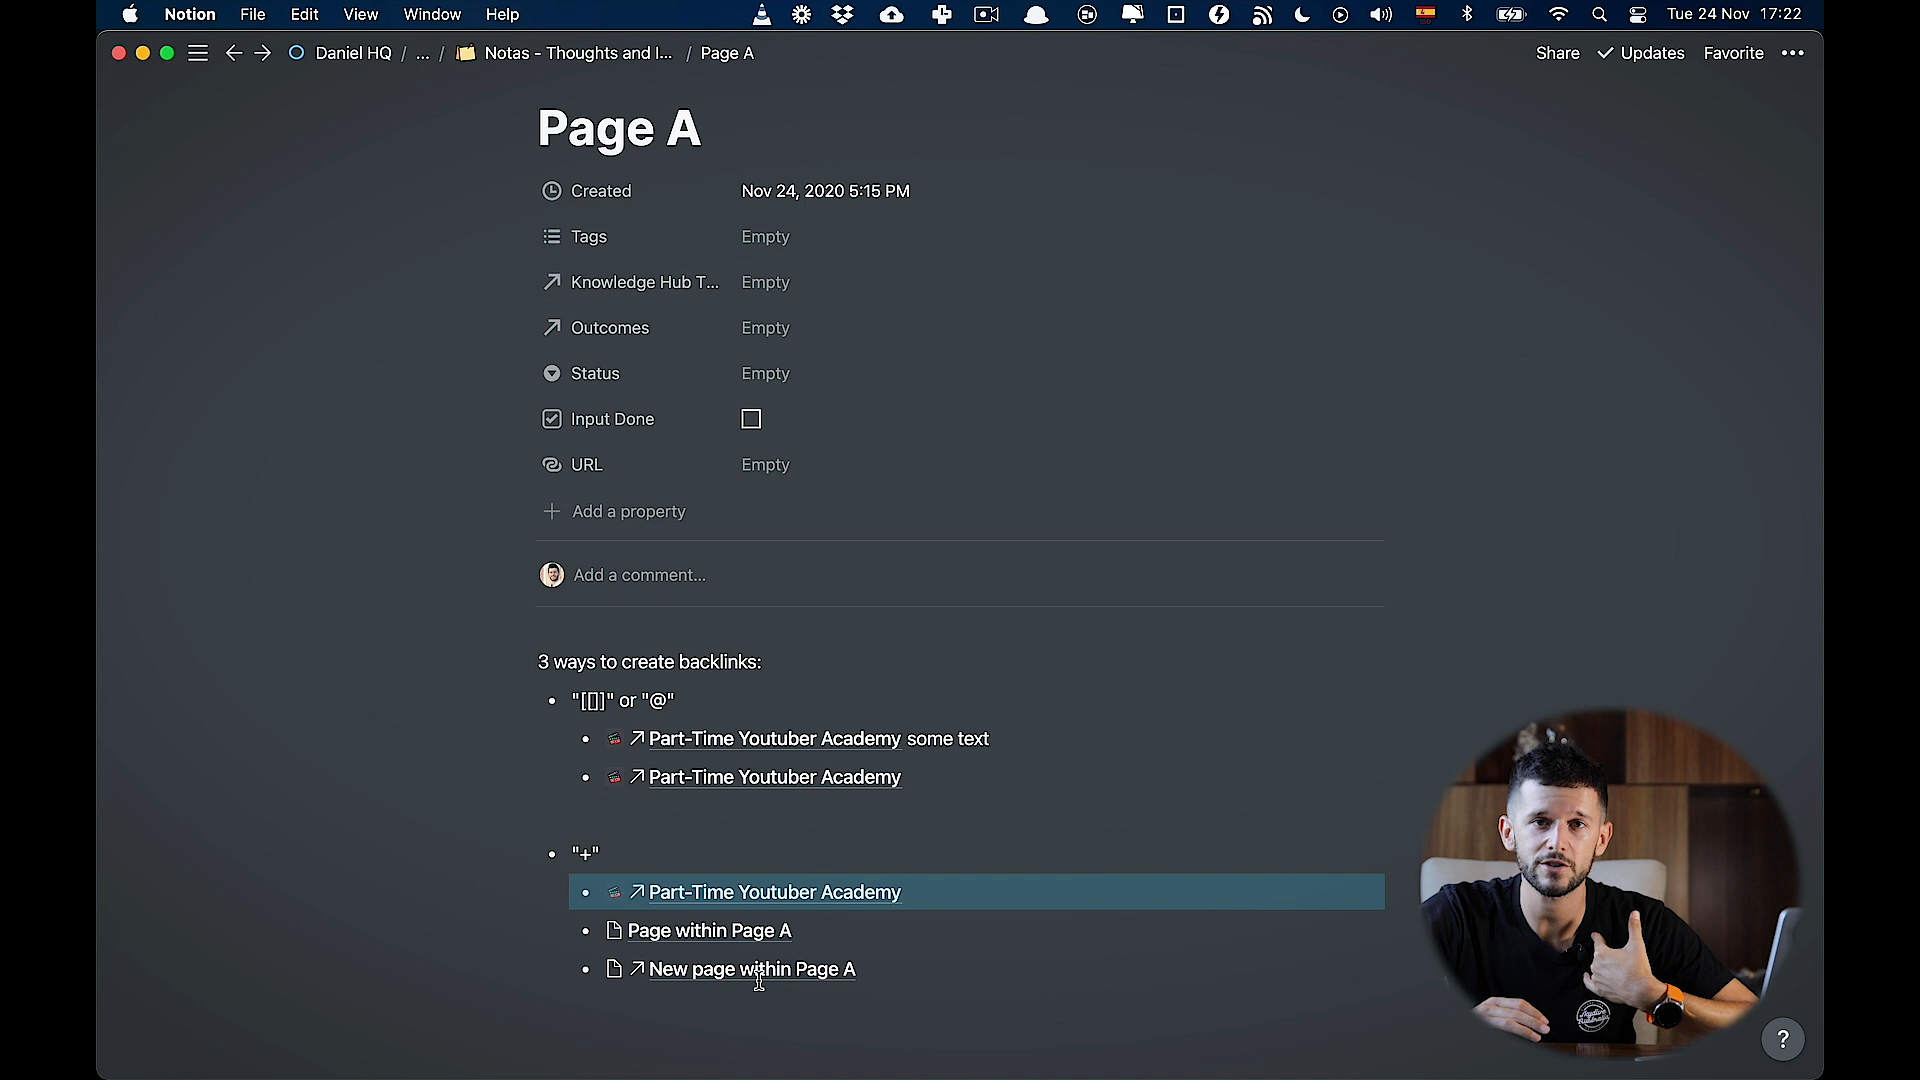 Notion File Edit View Window Help Tue 24 Nov 17:22
Daniel HQ / ... / Notas - Thoughts and I... / Page A Share Updates Favorite
Page A
Created Nov 24, 2020 5:15 PM
Tags Empty
Knowledge Hub T... Empty
Outcomes Empty
Status Empty
Input Done
URL Empty
Add a property
Add a comment...
3 ways to create backlinks:
"[[]]" or "@"
Part-Time Youtuber Academy some text
Part-Time Youtuber Academy
"+"
Part-Time Youtuber Academy
Page within Page A
New page within Page A
?